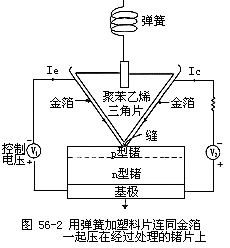 弹簧
Ie
Ic
聚苯乙烯
三角片
金箔
金箔
缝
控制
电压
V₁
V₂
p型锗
n型锗
基极
图 56-2 用弹簧加塑料片连同金箔
一起压在经过处理的锗片上